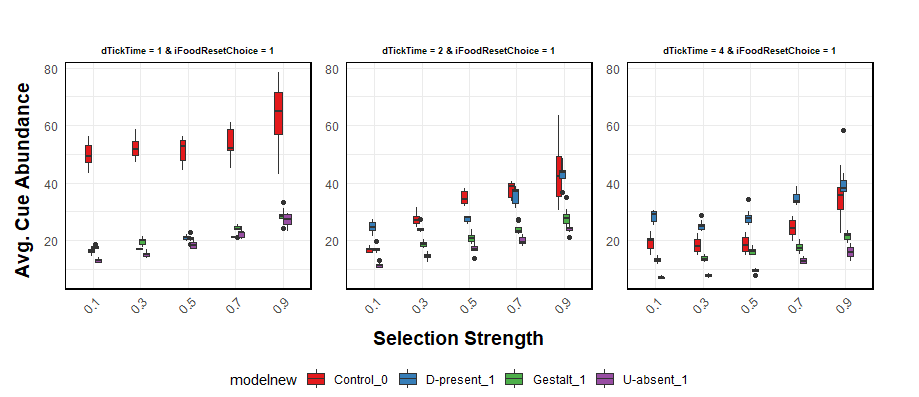 dTickTime = 1 & iFoodResetChoice = 1
dTickTime = 2 & iFoodResetChoice = 1
dTickTime = 4 & iFoodResetChoice = 1
Avg. Cue Abundance
80
60
40
20
80
60
40
20
80
60
40
20
0.1 0.3 0.5 0.7 0.9
0.1 0.3 0.5 0.7 0.9
0.1 0.3 0.5 0.7 0.9
Selection Strength
modelnew Control_0 D-present_1 Gestalt_1 U-absent_1